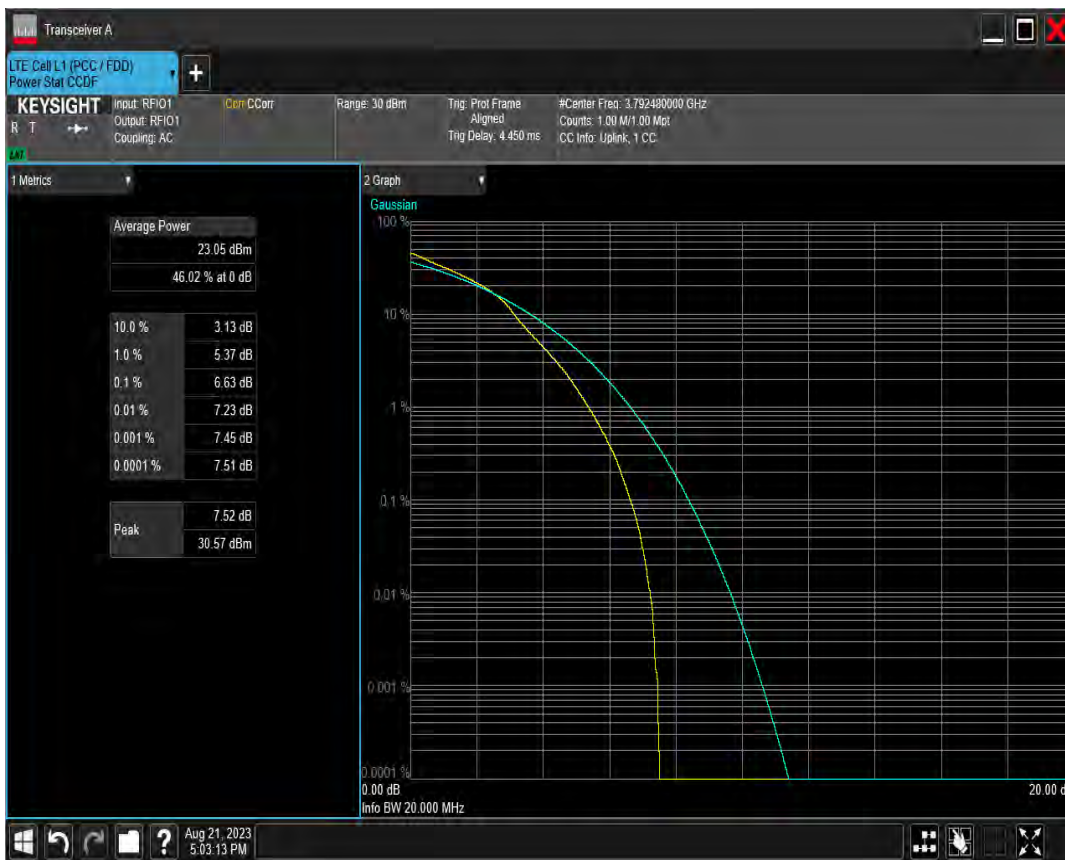 Transceiver A
LTE Cell L1 (PCC / FDD)
Power Stat CCDF
KEYSIGHT
R T
LNI
Input: RFIO1
Output: RFIO1
Coupling: AC
Corr CCorr
Range: 30 dBm
Trig: Prot Frame
Aligned
Trig Delay: 4.450 ms
#Center Freq: 3.792480000 GHz
Counts: 1.00 M/1.00 Mpt
CC Info: Uplink, 1 CC
1 Metrics
Average Power
23.05 dBm
46.02 % at 0 dB
10.0 % 3.13 dB
1.0 % 5.37 dB
0.1 % 6.63 dB
0.01 % 7.23 dB
0.001 % 7.45 dB
0.0001 % 7.51 dB
Peak
7.52 dB
30.57 dBm
2 Graph
Gaussian
100 %
10 %
1 %
0.1 %
0.01 %
0.001 %
0.0001 %
0.00 dB
20.00 d
Info BW 20.000 MHz
?
Aug 21, 2023
5:03:13 PM